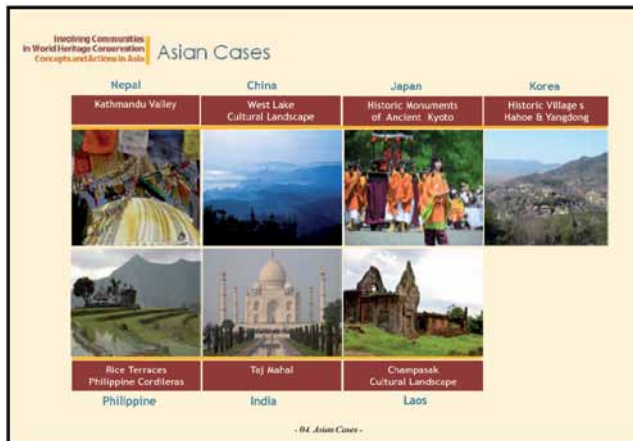 Involving Communities
in World Heritage Conservation
Concepts and Actions in Asia
Asian Cases
Nepal
China
Japan
Korea
Kathmandu Valley
West Lake
Cultural Landscape
Historic Monuments
of Ancient Kyoto
Historic Village s
Hahoe & Yangdong
Rice Terraces
Philippine Cordileras
Taj Mahal
Champasak
Cultural Landscape
Philippine
India
Laos
- 04. Asian Cases -